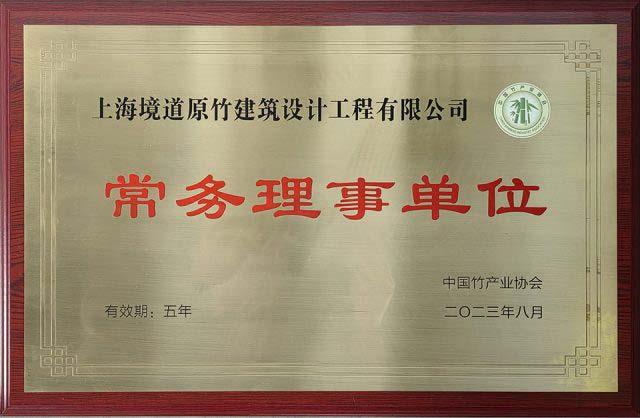 上海境道原竹建筑设计工程有限公司
常务理事单位
中国竹产业协会
有效期：五年
二〇二三年八月